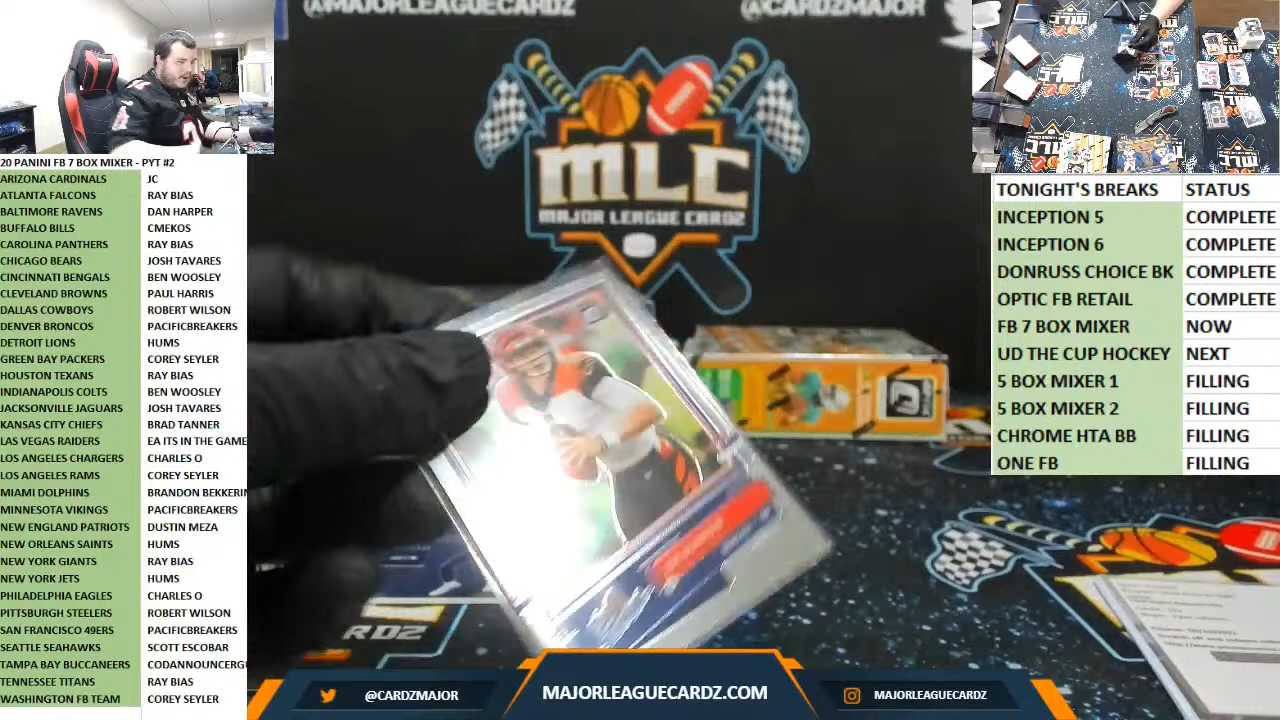 @MAJORLEAGUECARDZ
@CARDZMAJOR
MLC
MAJOR LEAGUE CARDZ
20 PANINI FB 7 BOX MIXER - PYT #2
ARIZONA CARDINALS JC
ATLANTA FALCONS RAY BIAS
BALTIMORE RAVENS DAN HARPER
BUFFALO BILLS CMEKOS
CAROLINA PANTHERS RAY BIAS
CHICAGO BEARS JOSH TAVARES
CINCINNATI BENGALS BEN WOOSLEY
CLEVELAND BROWNS PAUL HARRIS
DALLAS COWBOYS ROBERT WILSON
DENVER BRONCOS PACIFICBREAKERS
DETROIT LIONS HUMS
GREEN BAY PACKERS COREY SEYLER
HOUSTON TEXANS RAY BIAS
INDIANAPOLIS COLTS BEN WOOSLEY
JACKSONVILLE JAGUARS JOSH TAVARES
KANSAS CITY CHIEFS BRAD TANNER
LAS VEGAS RAIDERS EA ITS IN THE GAME
LOS ANGELES CHARGERS CHARLES O
LOS ANGELES RAMS COREY SEYLER
MIAMI DOLPHINS BRANDON BEKKERIN
MINNESOTA VIKINGS PACIFICBREAKERS
NEW ENGLAND PATRIOTS DUSTIN MEZA
NEW ORLEANS SAINTS HUMS
NEW YORK GIANTS RAY BIAS
NEW YORK JETS HUMS
PHILADELPHIA EAGLES CHARLES O
PITTSBURGH STEELERS ROBERT WILSON
SAN FRANCISCO 49ERS PACIFICBREAKERS
SEATTLE SEAHAWKS SCOTT ESCOBAR
TAMPA BAY BUCCANEERS CODANNOUNCERGU
TENNESSEE TITANS RAY BIAS
WASHINGTON FB TEAM COREY SEYLER
TONIGHT'S BREAKS STATUS
INCEPTION 5 COMPLETE
INCEPTION 6 COMPLETE
DONRUSS CHOICE BK COMPLETE
OPTIC FB RETAIL COMPLETE
FB 7 BOX MIXER NOW
UD THE CUP HOCKEY NEXT
5 BOX MIXER 1 FILLING
5 BOX MIXER 2 FILLING
CHROME HTA BB FILLING
ONE FB FILLING
RDZ
@CARDZMAJOR
MAJORLEAGUECARDZ.COM
MAJORLEAGUECARDZ